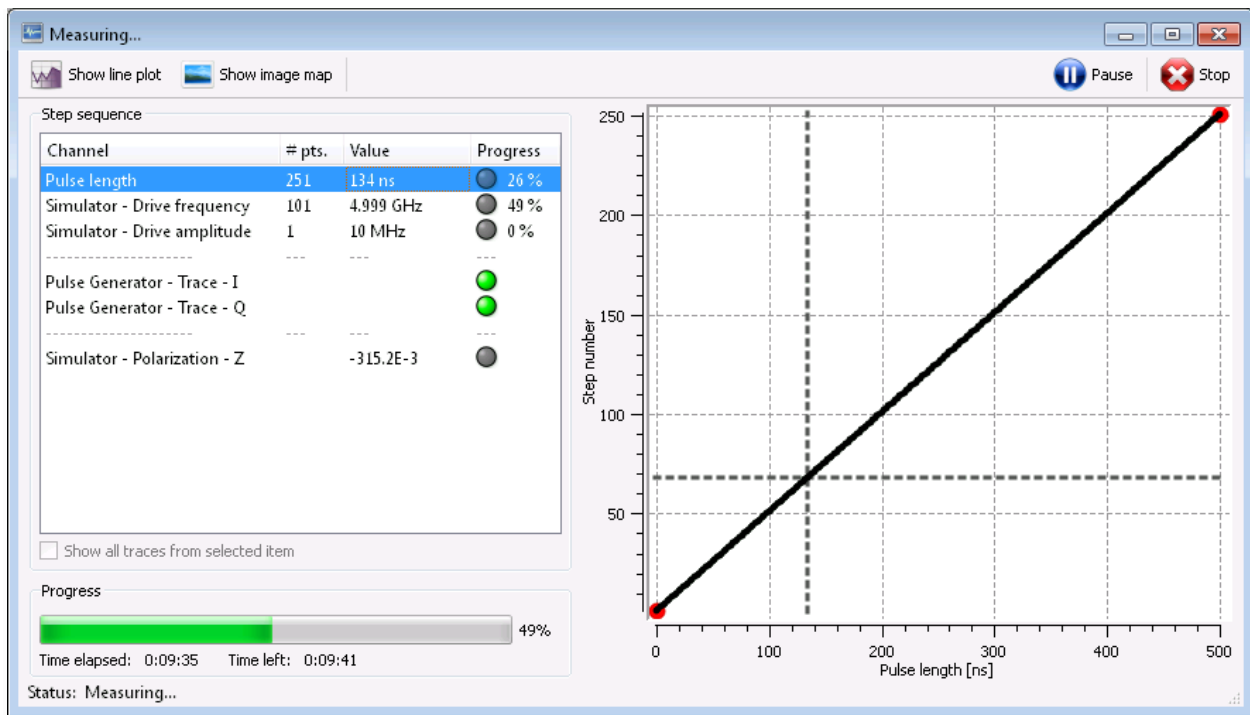 Measuring...
Show line plot Show image map Pause Stop
Step sequence
Channel # pts. Value Progress
Pulse length 251 134 ns 26 %
Simulator - Drive frequency 101 4.999 GHz 49 %
Simulator - Drive amplitude 1 10 MHz 0 %
-------------------- --- --- ---
Pulse Generator - Trace - I
Pulse Generator - Trace - Q
-------------------- --- --- ---
Simulator - Polarization - Z -315.2E-3
Show all traces from selected item
Progress
49%
Time elapsed: 0:09:35 Time left: 0:09:41
Status: Measuring...
250
200
150
100
50
Step number
0 100 200 300 400 500
Pulse length [ns]